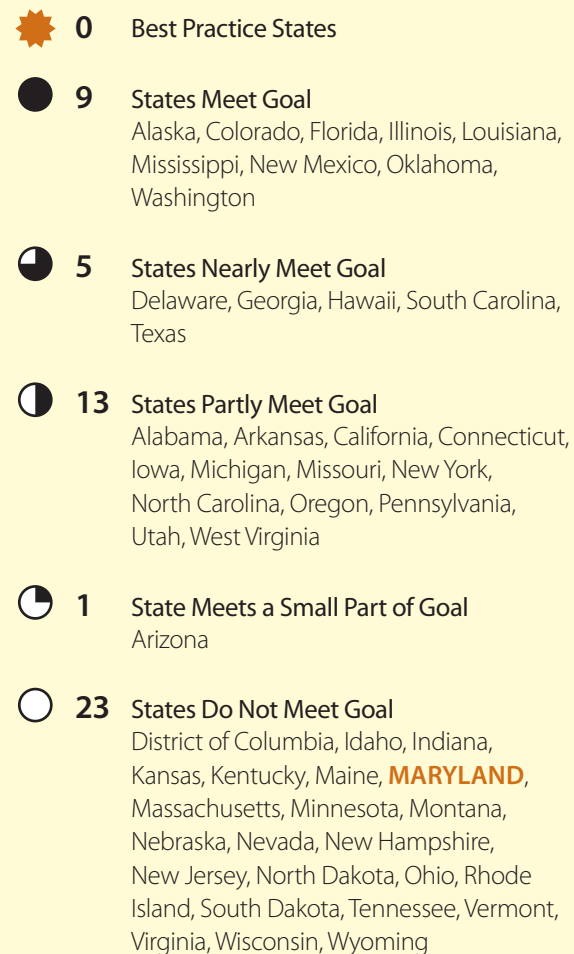 0 Best Practice States
9 States Meet Goal
Alaska, Colorado, Florida, Illinois, Louisiana,
Mississippi, New Mexico, Oklahoma,
Washington
5 States Nearly Meet Goal
Delaware, Georgia, Hawaii, South Carolina,
Texas
13 States Partly Meet Goal
Alabama, Arkansas, California, Connecticut,
Iowa, Michigan, Missouri, New York,
North Carolina, Oregon, Pennsylvania,
Utah, West Virginia
1 State Meets a Small Part of Goal
Arizona
23 States Do Not Meet Goal
District of Columbia, Idaho, Indiana,
Kansas, Kentucky, Maine, MARYLAND,
Massachusetts, Minnesota, Montana,
Nebraska, Nevada, New Hampshire,
New Jersey, North Dakota, Ohio, Rhode
Island, South Dakota, Tennessee, Vermont,
Virginia, Wisconsin, Wyoming